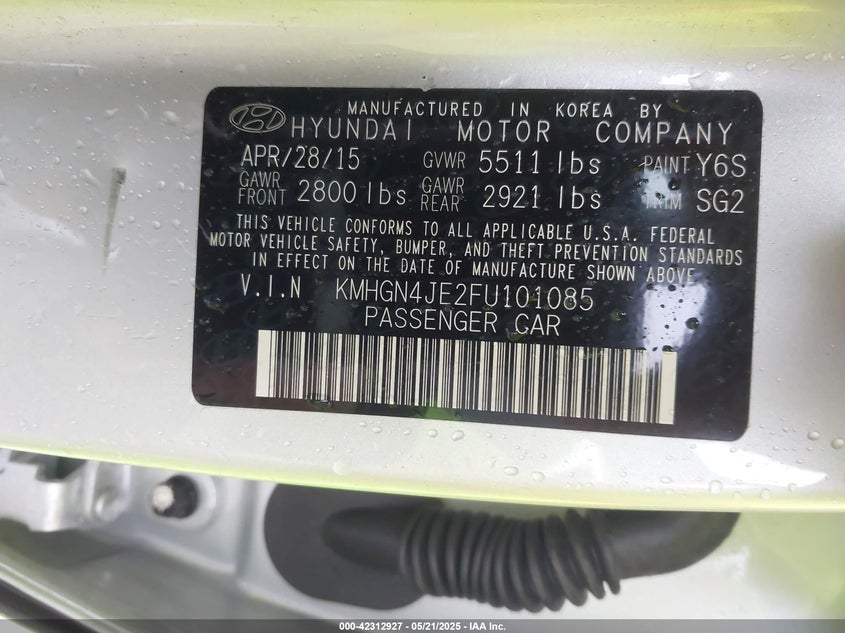 MANUFACTURED IN KOREA BY
HYUNDAI MOTOR COMPANY
APR/28/15 GVWR 5511 lbs PAINT Y6S
GAWR FRONT 2800 lbs GAWR REAR 2921 lbs TRIM SG2
THIS VEHICLE CONFORMS TO ALL APPLICABLE U.S.A. FEDERAL
MOTOR VEHICLE SAFETY, BUMPER, AND THEFT PREVENTION STANDARDS
IN EFFECT ON THE DATE OF MANUFACTURE SHOWN ABOVE.
V.I.N KMHGN4JE2FU101085
PASSENGER CAR
000-42312927 - 05/21/2025 - IAA Inc.